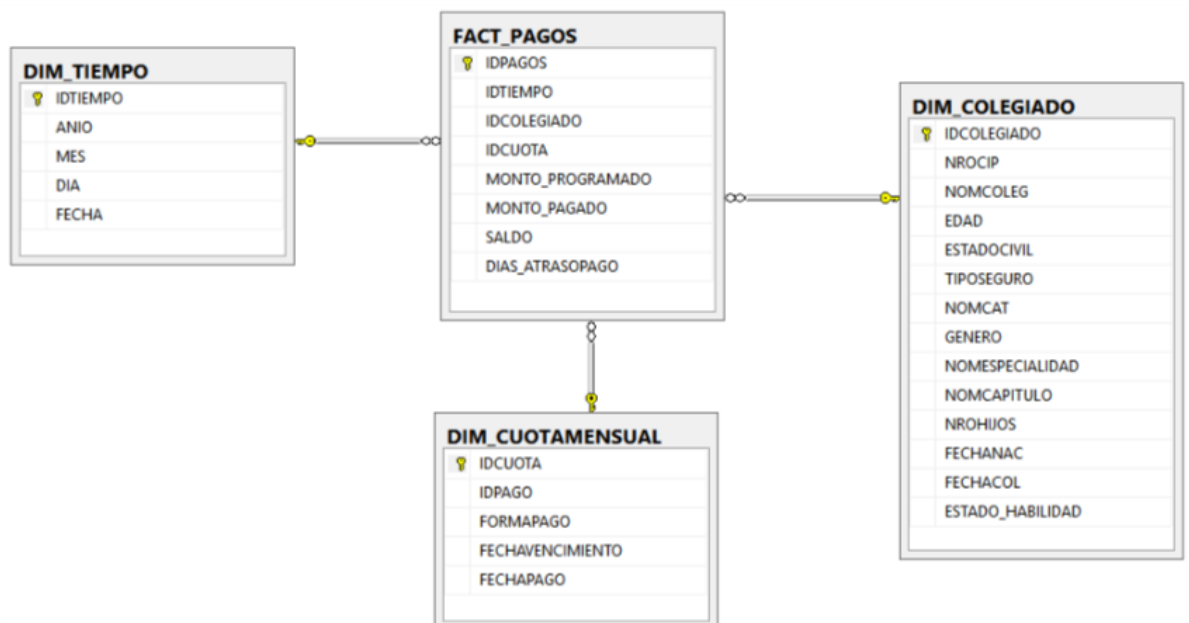 DIM_TIEMPO
IDTIEMPO
ANIO
MES
DIA
FECHA
FACT_PAGOS
IDPAGOS
IDTIEMPO
IDCOLEGIADO
IDCUOTA
MONTO_PROGRAMADO
MONTO_PAGADO
SALDO
DIAS_ATRASOPAGO
DIM_COLEGIADO
IDCOLEGIADO
NROCIP
NOMCOLEG
EDAD
ESTADOCIVIL
TIPOSEGURO
NOMCAT
GENERO
NOMESPECIALIDAD
NOMCAPITULO
NROHIJOS
FECHANAC
FECHACOL
ESTADO_HABILIDAD
DIM_CUOTAMENSUAL
IDCUOTA
IDPAGO
FORMAPAGO
FECHAVENCIMIENTO
FECHAPAGO